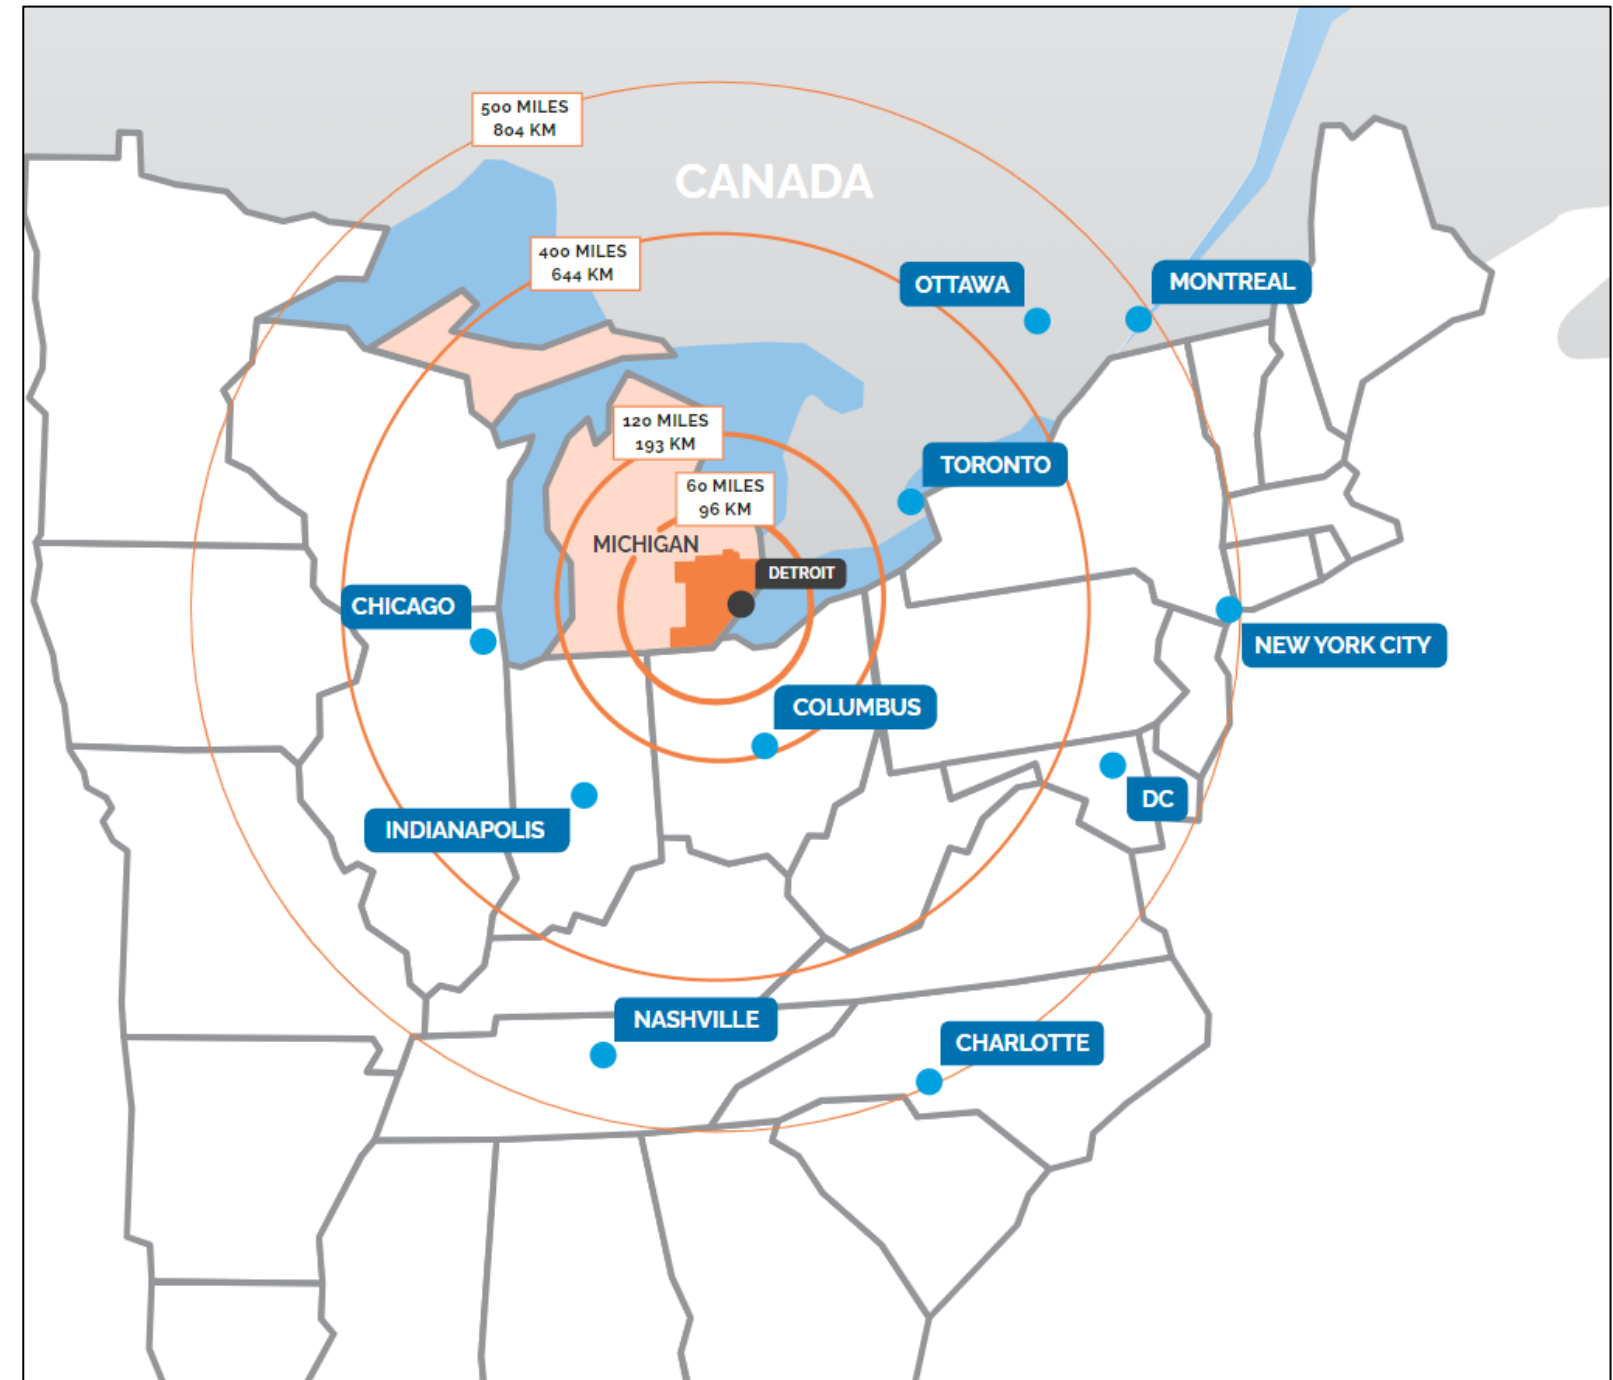 500 MILES
804 KM
CANADA
400 MILES
644 KM
OTTAWA
MONTREAL
120 MILES
193 KM
TORONTO
60 MILES
96 KM
MICHIGAN
DETROIT
CHICAGO
NEW YORK CITY
COLUMBUS
DC
INDIANAPOLIS
NASHVILLE
CHARLOTTE